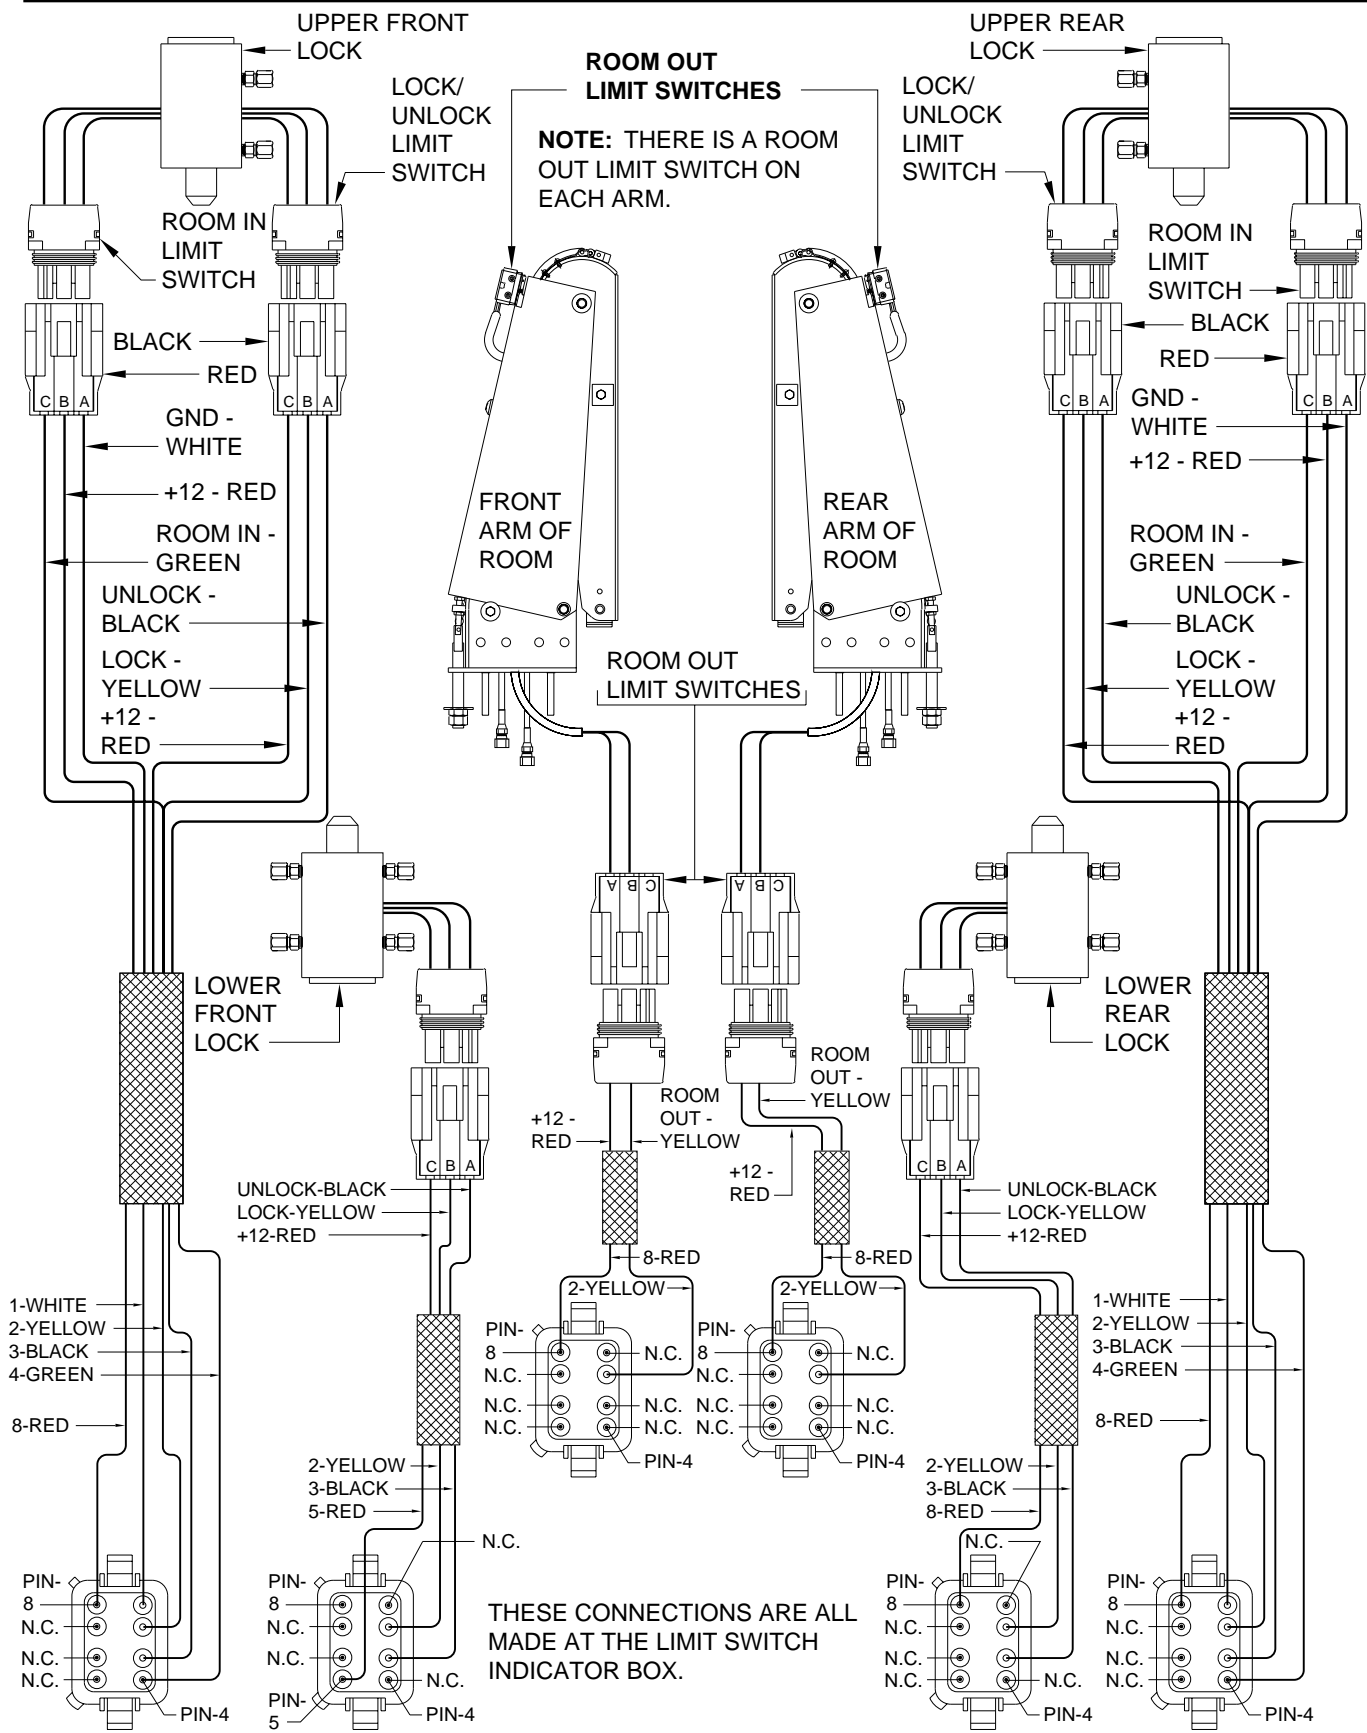 UPPER FRONT
LOCK
LOCK/
UNLOCK
LIMIT
SWITCH
ROOM OUT
LIMIT SWITCHES
NOTE: THERE IS A ROOM
OUT LIMIT SWITCH ON
EACH ARM.
UPPER REAR
LOCK
LOCK/
UNLOCK
LIMIT
SWITCH
ROOM IN
LIMIT
SWITCH
ROOM IN
LIMIT
SWITCH
BLACK
RED
BLACK
RED
C B A
C B A
C B A
C B A
GND -
WHITE
+12 - RED
ROOM IN -
GREEN
UNLOCK -
BLACK
LOCK -
YELLOW
+12 -
RED
FRONT
ARM OF
ROOM
REAR
ARM OF
ROOM
GND -
WHITE
+12 - RED
ROOM IN -
GREEN
UNLOCK -
BLACK
LOCK -
YELLOW
+12 -
RED
ROOM OUT
LIMIT SWITCHES
A B C
A B C
LOWER
FRONT
LOCK
LOWER
REAR
LOCK
ROOM
OUT -
YELLOW
+12 -
RED
ROOM
OUT -
YELLOW
+12 -
RED
C B A
C B A
UNLOCK-BLACK
LOCK-YELLOW
+12-RED
UNLOCK-BLACK
LOCK-YELLOW
+12-RED
8-RED
2-YELLOW
8-RED
2-YELLOW
1-WHITE
2-YELLOW
3-BLACK
4-GREEN
8-RED
1-WHITE
2-YELLOW
3-BLACK
4-GREEN
8-RED
PIN-
8
N.C.
N.C.
N.C.
N.C.
N.C.
N.C.
PIN-4
PIN-
8
N.C.
N.C.
N.C.
N.C.
N.C.
N.C.
PIN-4
2-YELLOW
3-BLACK
5-RED
2-YELLOW
3-BLACK
8-RED
PIN-
8
N.C.
N.C.
N.C.
PIN-4
PIN-
8
N.C.
N.C.
N.C.
PIN-
5
N.C.
PIN-4
THESE CONNECTIONS ARE ALL
MADE AT THE LIMIT SWITCH
INDICATOR BOX.
N.C.
PIN-
8
N.C.
N.C.
N.C.
N.C.
PIN-4
PIN-
8
N.C.
N.C.
N.C.
PIN-4